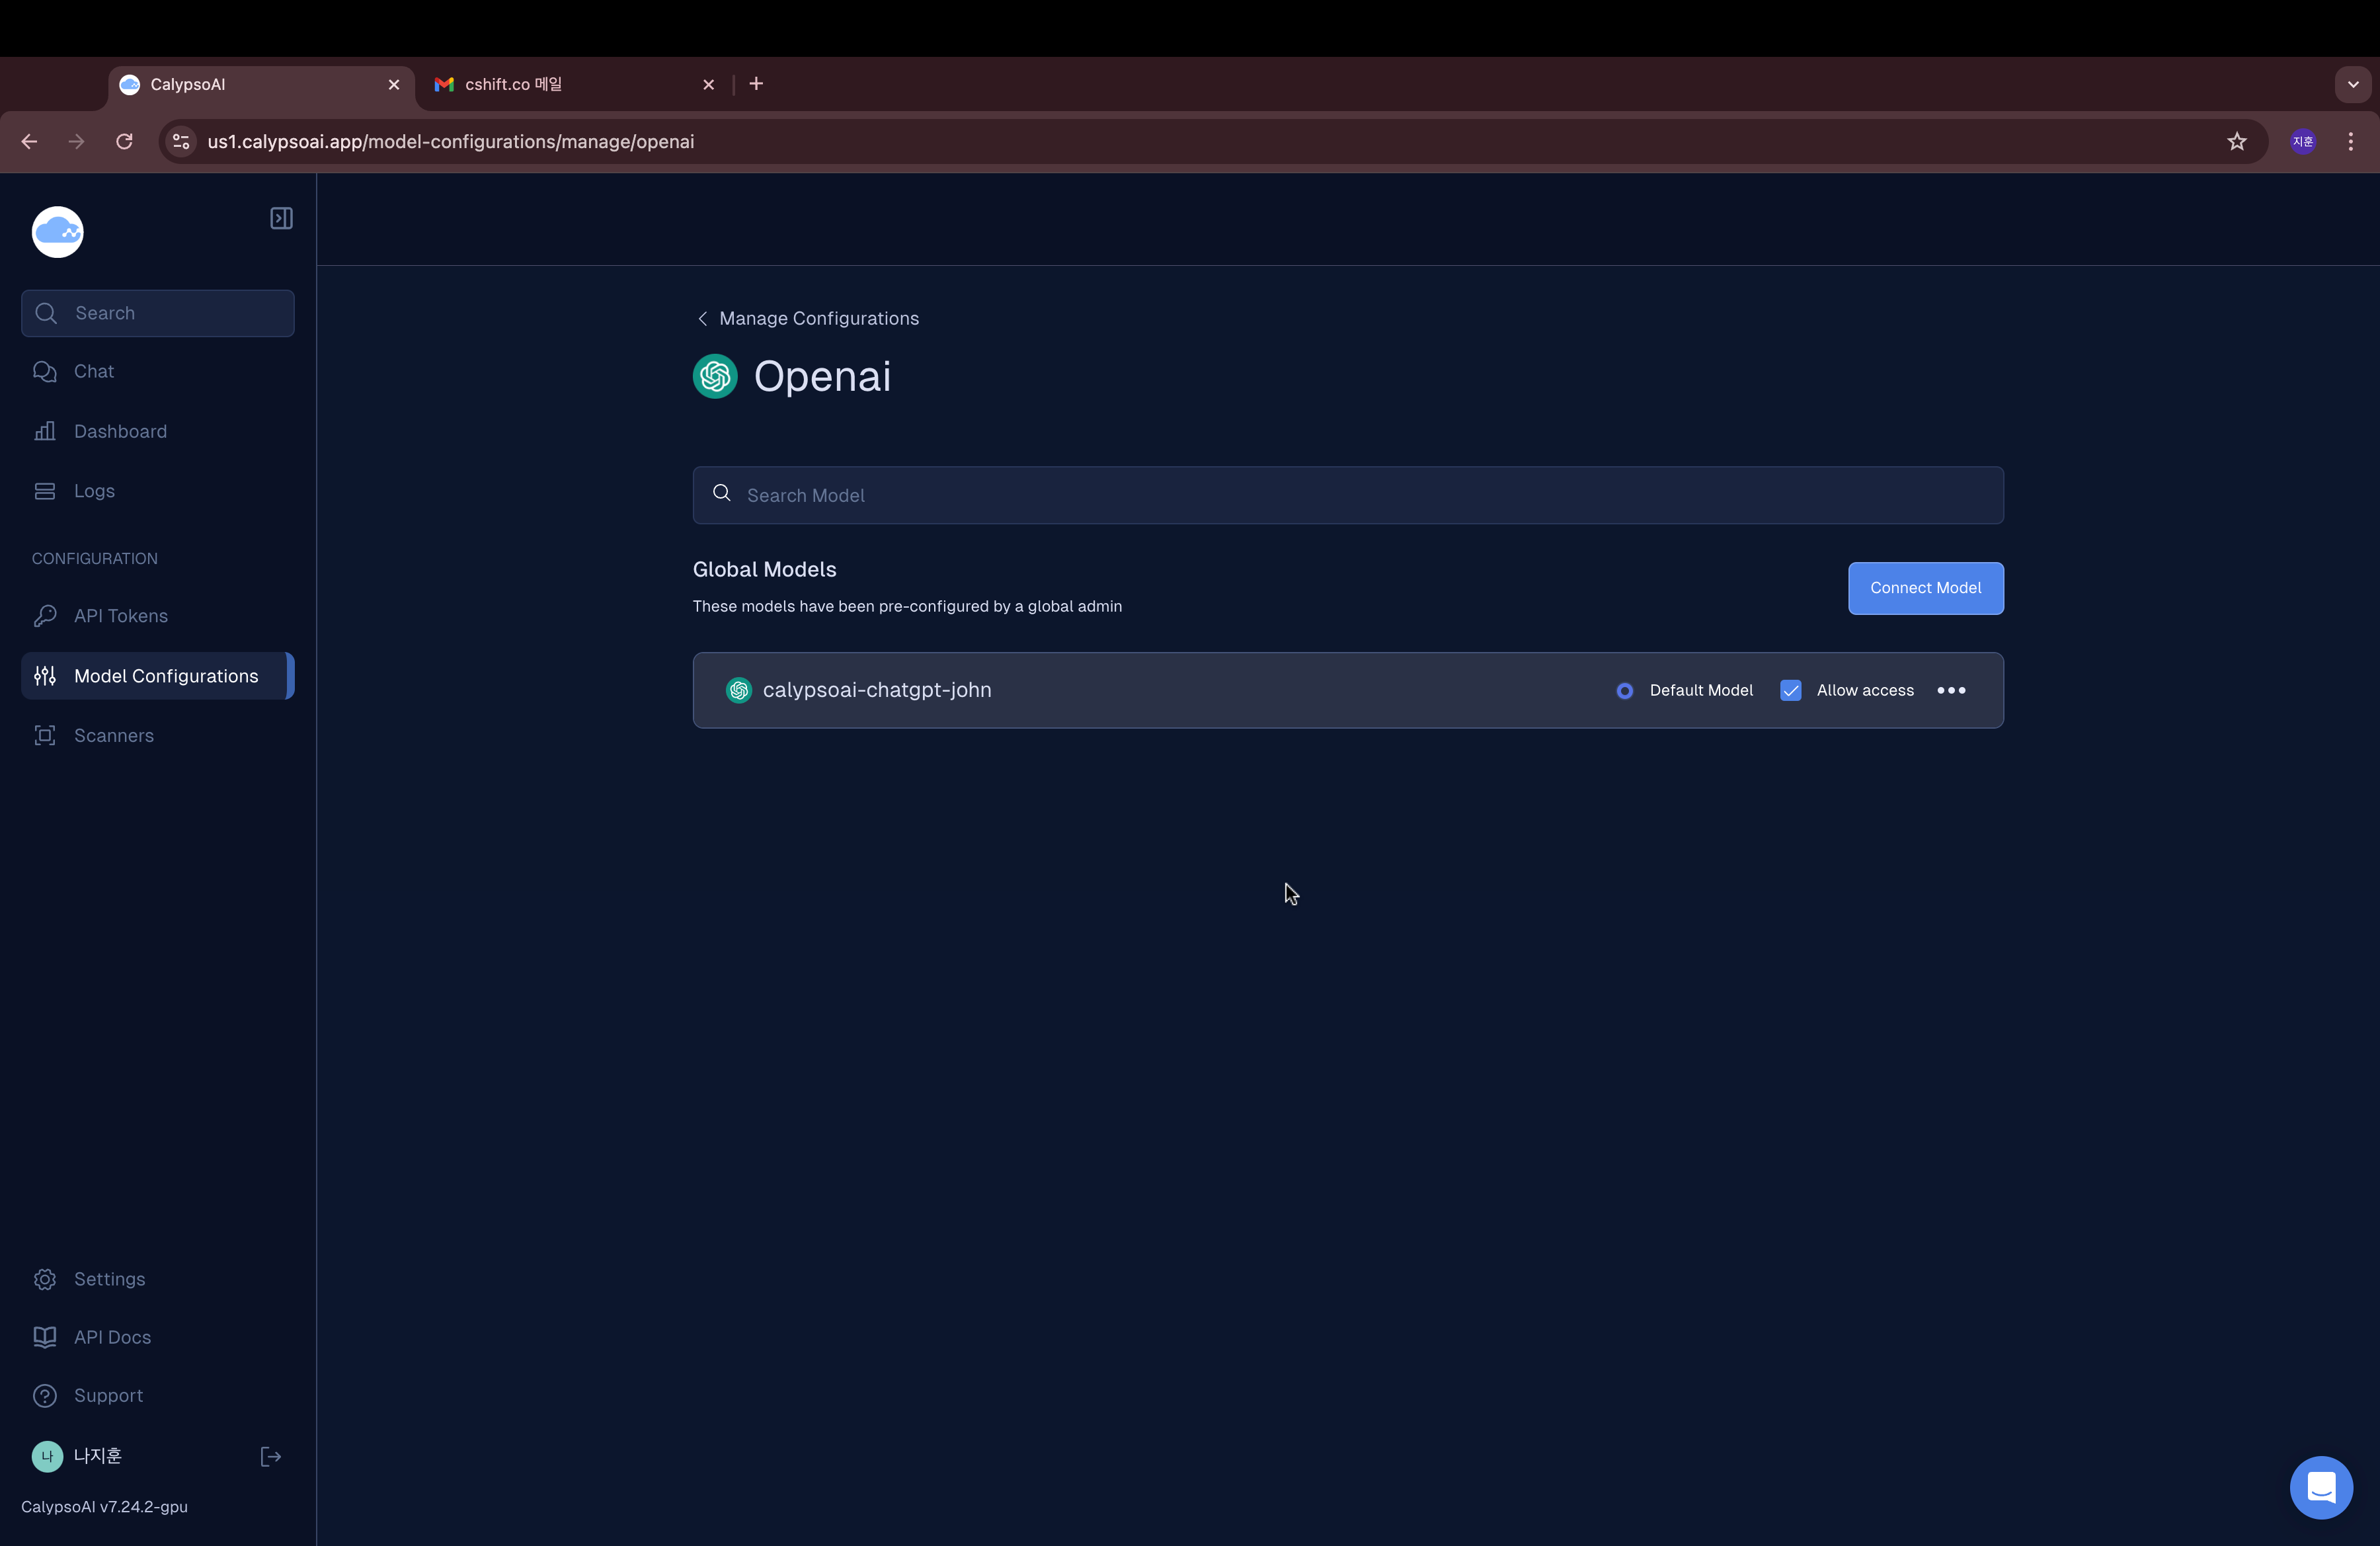 CalypsoAI
cshift.co 메일
us1.calypsoai.app/model-configurations/manage/openai
지훈
Search
Chat
Dashboard
Logs
CONFIGURATION
API Tokens
Model Configurations
Scanners
Settings
API Docs
Support
나
나지훈
CalypsoAI v7.24.2-gpu
Manage Configurations
Openai
Search Model
Global Models
These models have been pre-configured by a global admin
Connect Model
calypsoai-chatgpt-john
Default Model
Allow access